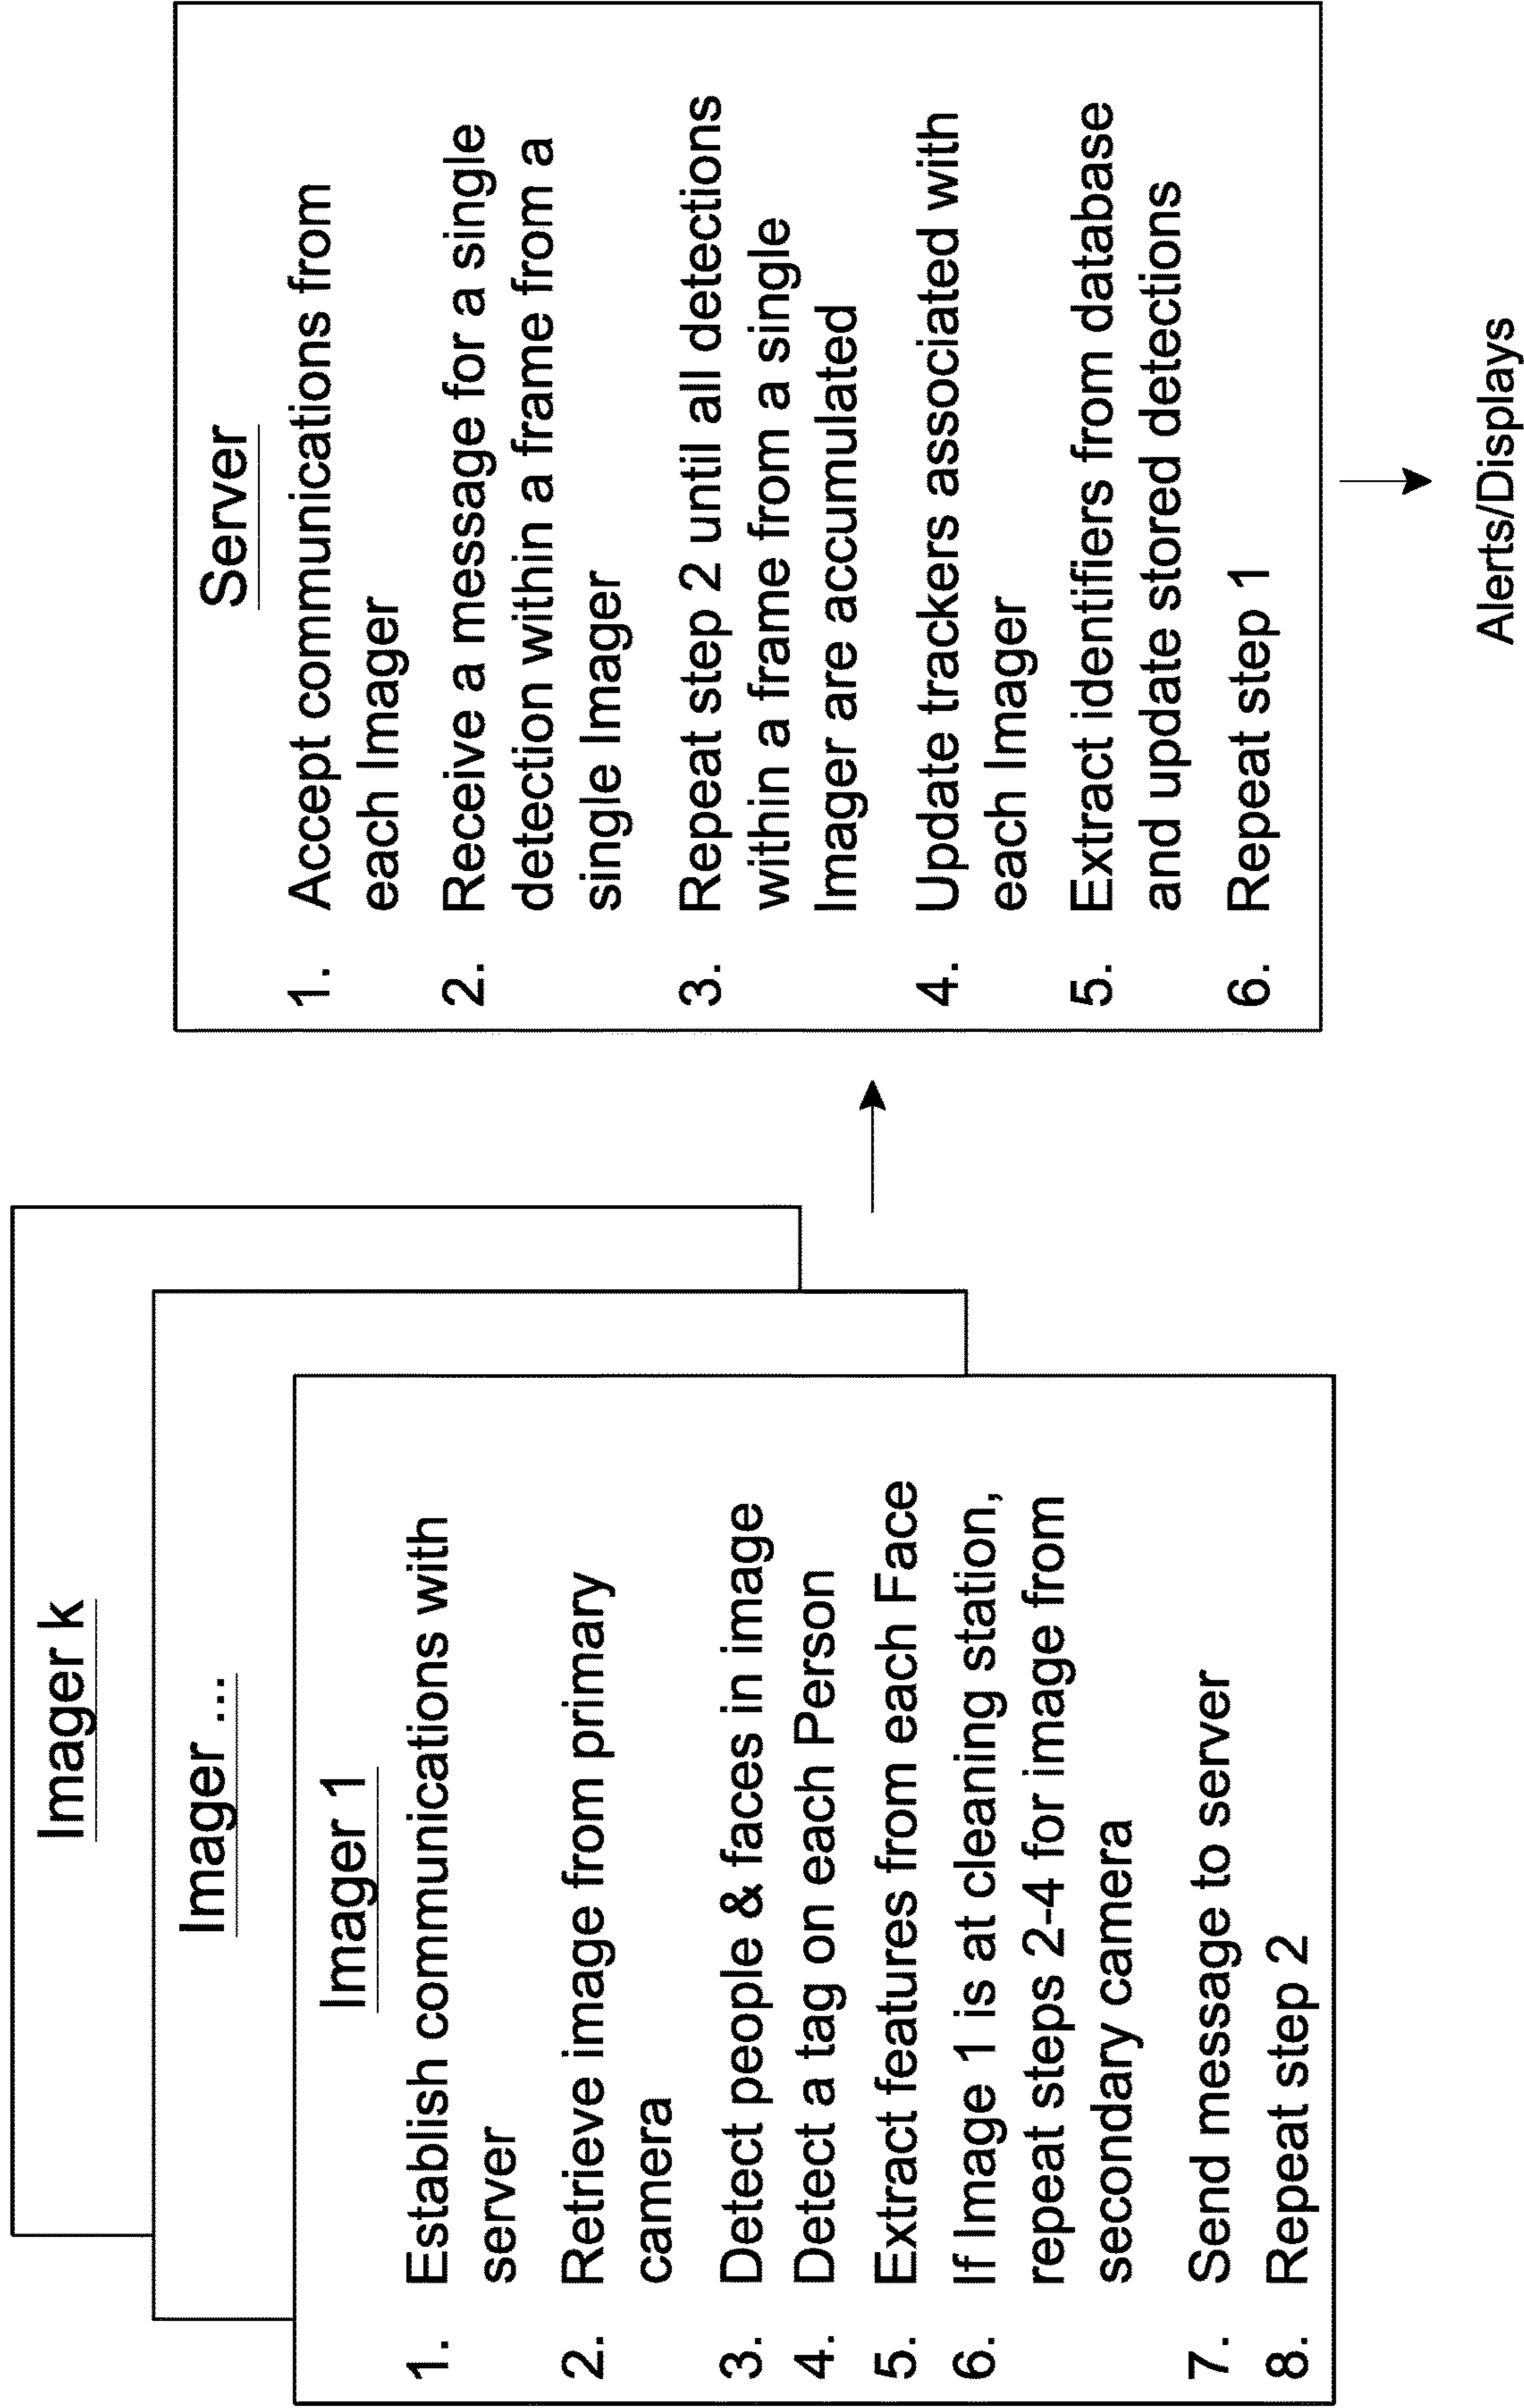 Imager k
Imager ...
Imager 1
1. Establish communications with
server
2. Retrieve image from primary
camera
3. Detect people & faces in image
4. Detect a tag on each Person
5. Extract features from each Face
6. If Image 1 is at cleaning station,
repeat steps 2-4 for image from
secondary camera
7. Send message to server
8. Repeat step 2
Server
1. Accept communications from
each Imager
2. Receive a message for a single
detection within a frame from a
single Imager
3. Repeat step 2 until all detections
within a frame from a single
Imager are accumulated
4. Update trackers associated with
each Imager
5. Extract identifiers from database
and update stored detections
6. Repeat step 1
Alerts/Displays